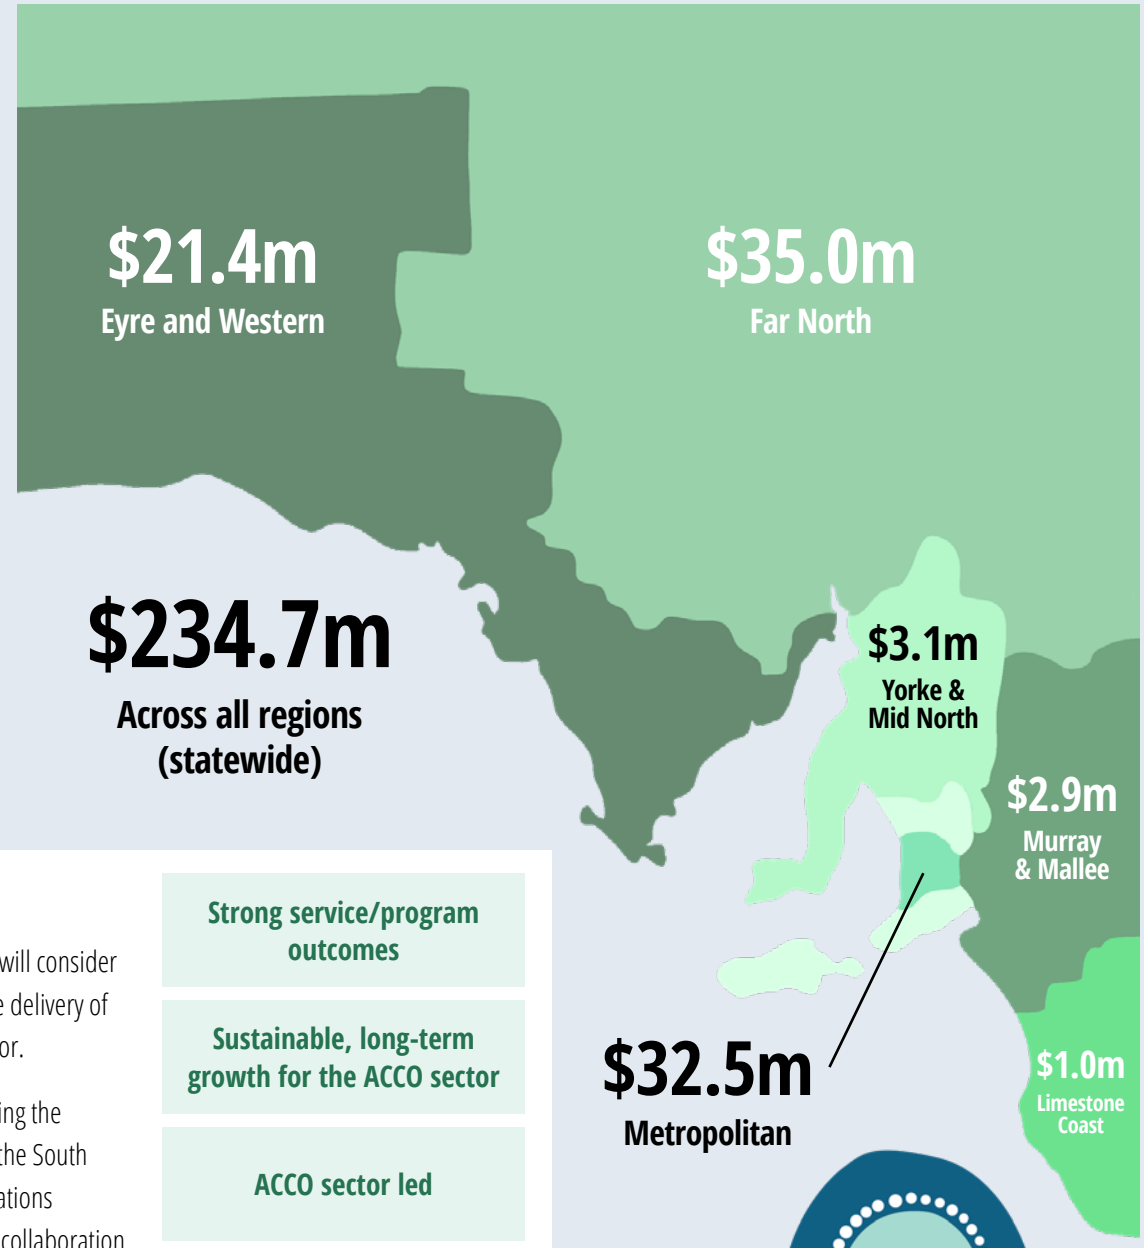 $21.4m
Eyre and Western
$35.0m
Far North
$234.7m
Across all regions
(statewide)
$3.1m
Yorke &
Mid North
$2.9m
Murray
& Mallee
$32.5m
Metropolitan
$1.0m
Limestone
Coast
will consider
delivery of
or.
ing the
the South
ations
collaboration
Strong service/program
outcomes
Sustainable, long-term
growth for the ACCO sector
ACCO sector led